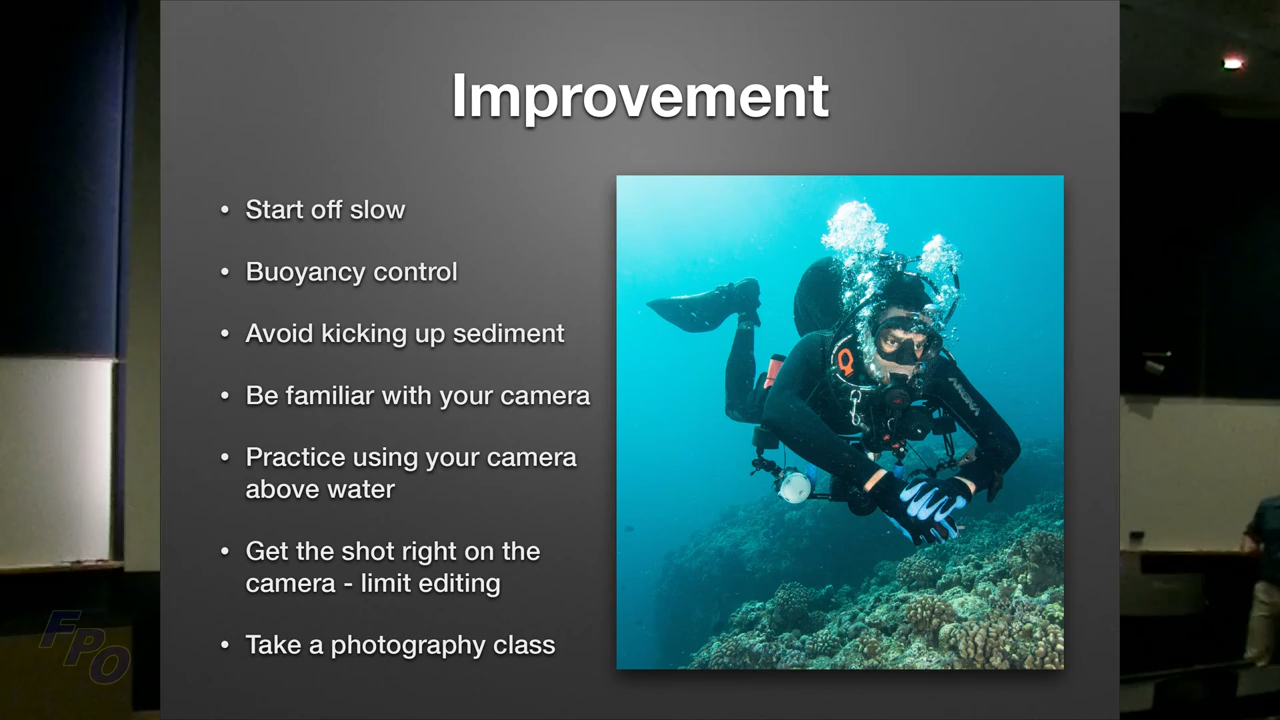 Improvement
• Start off slow
• Buoyancy control
• Avoid kicking up sediment
• Be familiar with your camera
• Practice using your camera
above water
• Get the shot right on the
camera - limit editing
• Take a photography class
FPO